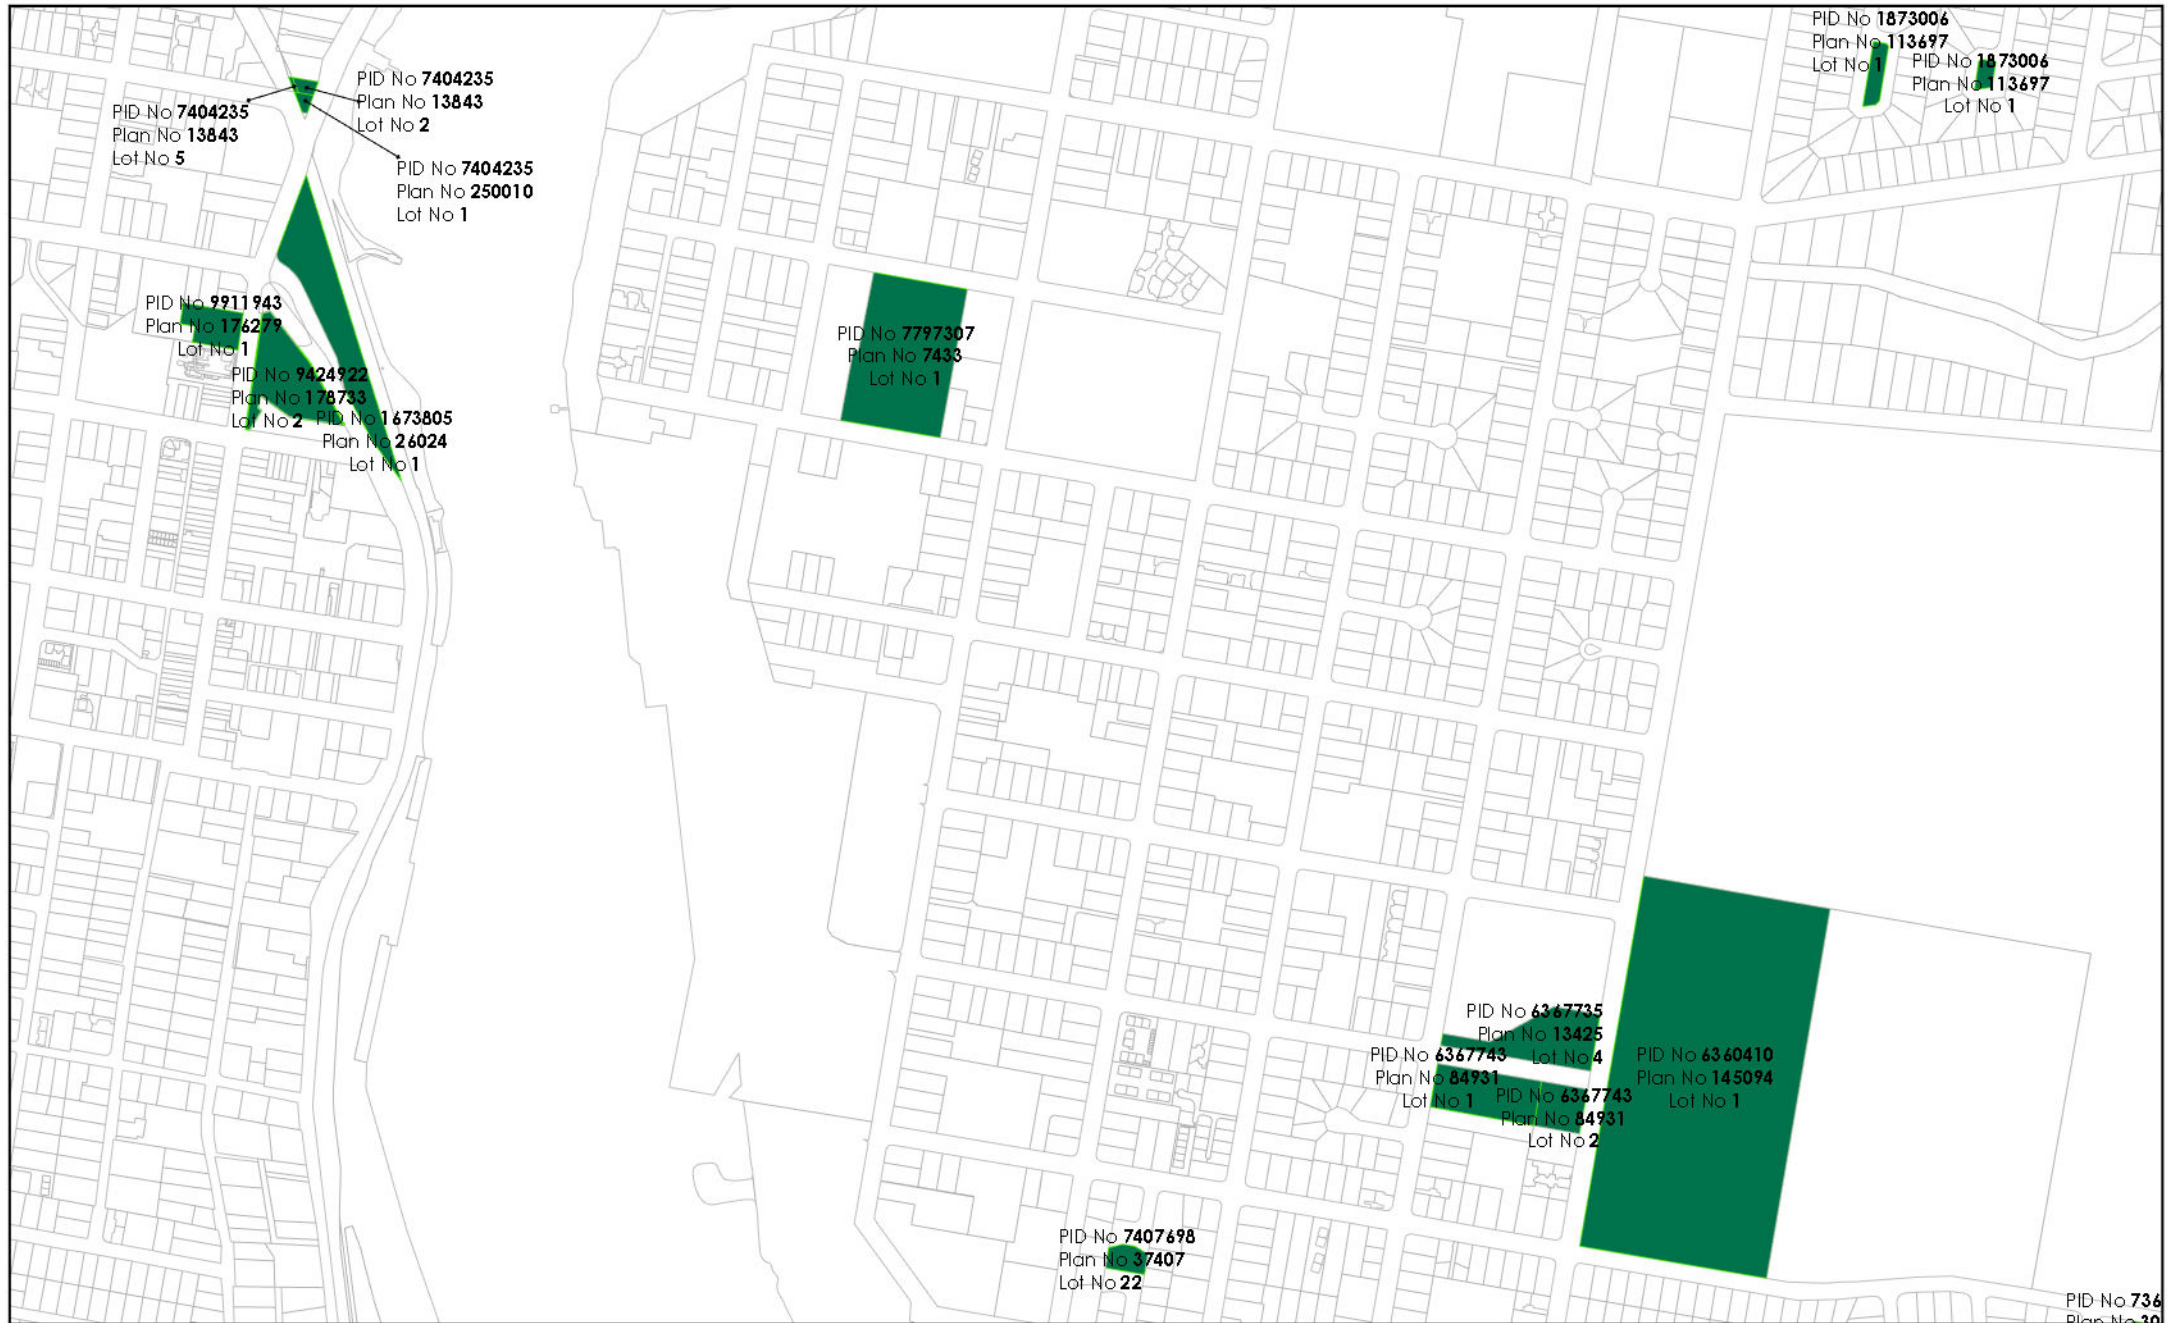 PID No 1873006
Plan No 113697
Lot No 1
PID No 1873006
Plan No 113697
Lot No 1
PID No 7404235
Plan No 13843
Lot No 2
PID No 7404235
Plan No 13843
Lot No 5
PID No 7404235
Plan No 250010
Lot No 1
PID No 9911943
Plan No 176279
Lot No 1
PID No 7797307
Plan No 7433
Lot No 1
PID No 9424922
Plan No 178733
Lot No 2
PID No 1673805
Plan No 26024
Lot No 1
PID No 6367735
Plan No 13425
Lot No 4
PID No 6367743
Plan No 84931
Lot No 1
PID No 6360410
Plan No 145094
Lot No 1
PID No 6367743
Plan No 84931
Lot No 2
PID No 7407698
Plan No 37407
Lot No 22
PID No 736
Plan No 30